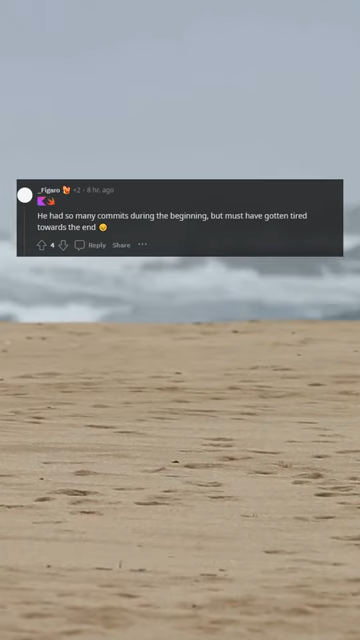 _Figaro +2 · 8 hr. ago
He had so many commits during the beginning, but must have gotten tired
towards the end
4 Reply Share